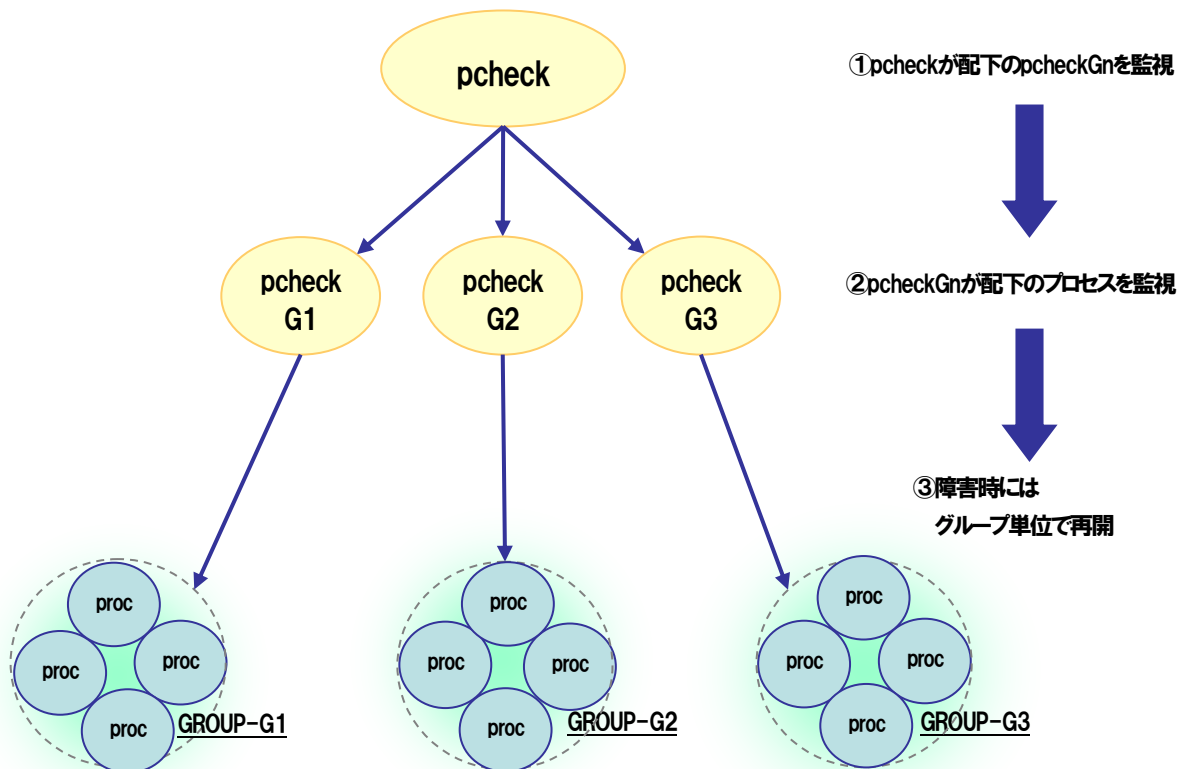 pcheck
①pcheckが配下のpcheckGnを監視
pcheck
G1
pcheck
G2
pcheck
G3
②pcheckGnが配下のプロセスを監視
③障害時には
グループ単位で再開
proc
proc
proc
proc
GROUP-G1
proc
proc
proc
proc
GROUP-G2
proc
proc
proc
proc
GROUP-G3